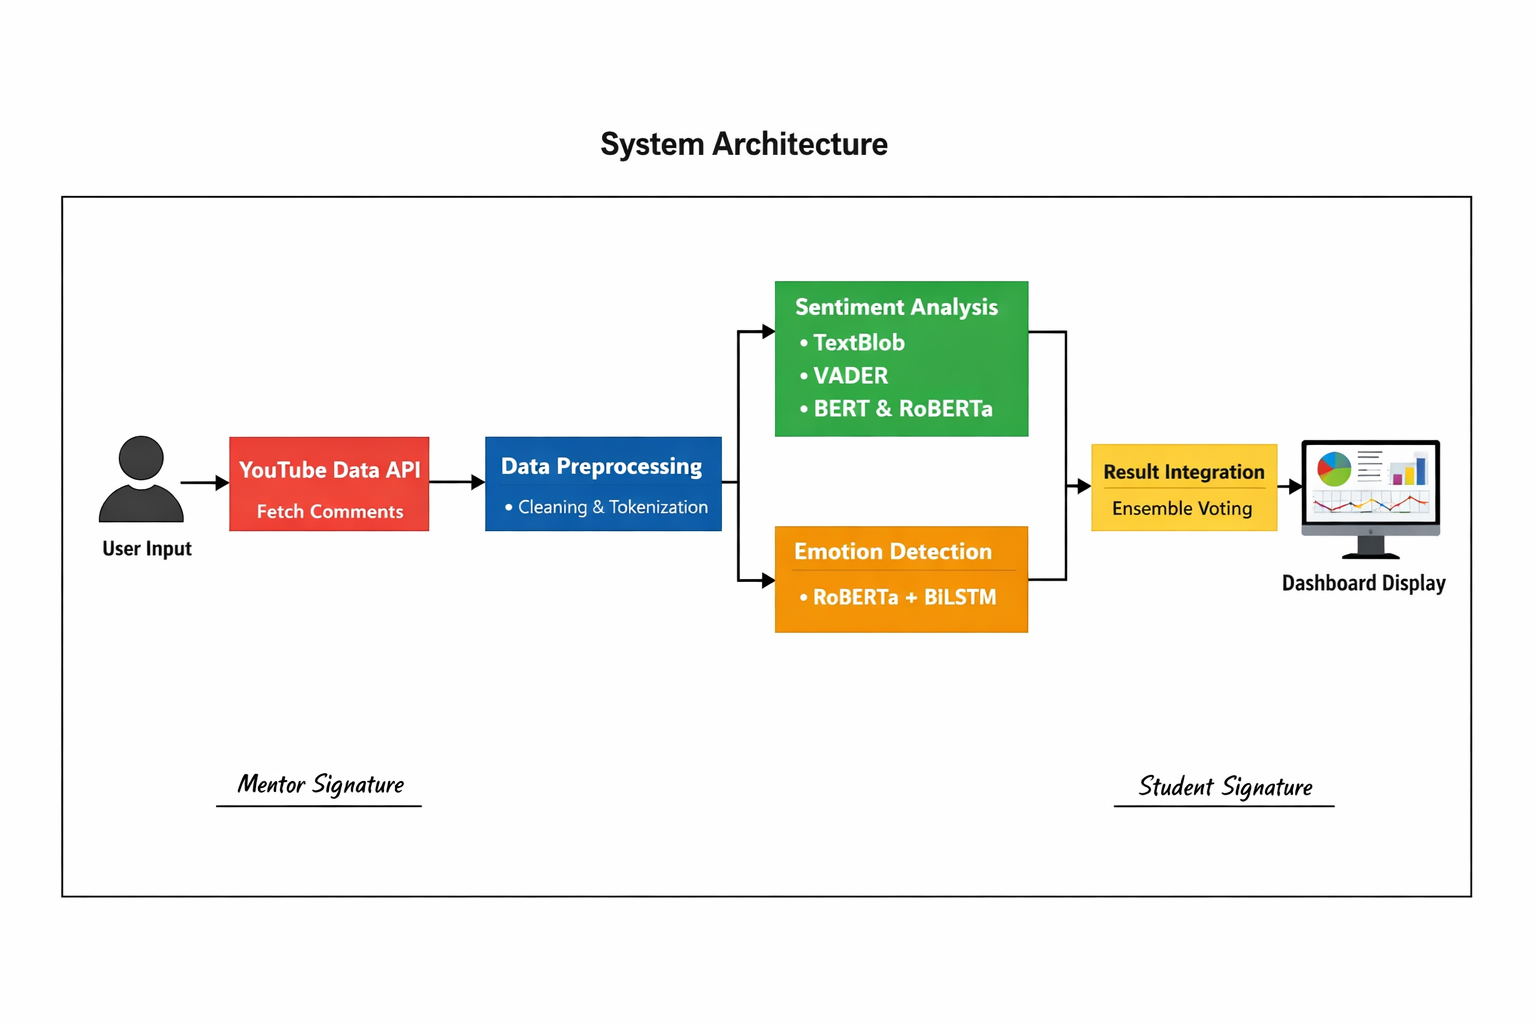 System Architecture
User Input
YouTube Data API
Fetch Comments
Data Preprocessing
• Cleaning & Tokenization
Sentiment Analysis
• TextBlob
• VADER
• BERT & RoBERTa
Emotion Detection
• RoBERTa + BiLSTM
Result Integration
Ensemble Voting
Dashboard Display
Mentor Signature
Student Signature